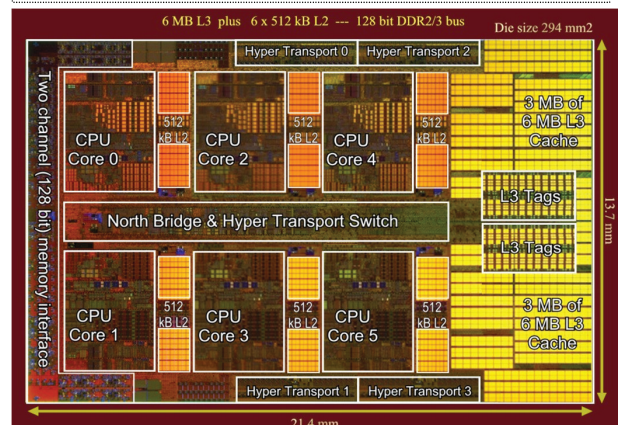 6 MB L3 plus 6 x 512 kB L2 --- 128 bit DDR2/3 bus
Die size 294 mm2
Hyper Transport 0
Hyper Transport 2
Two channel (128 bit) memory interface
CPU
Core 0
512
kB L2
CPU
Core 2
512
kB L2
CPU
Core 4
512
kB L2
3 MB of
6 MB L3
Cache
L3 Tags
North Bridge & Hyper Transport Switch
13.7 mm
L3 Tags
CPU
Core 1
512
kB L2
CPU
Core 3
512
kB L2
CPU
Core 5
512
kB L2
3 MB of
6 MB L3
Cache
Hyper Transport 1
Hyper Transport 3
21.4 mm